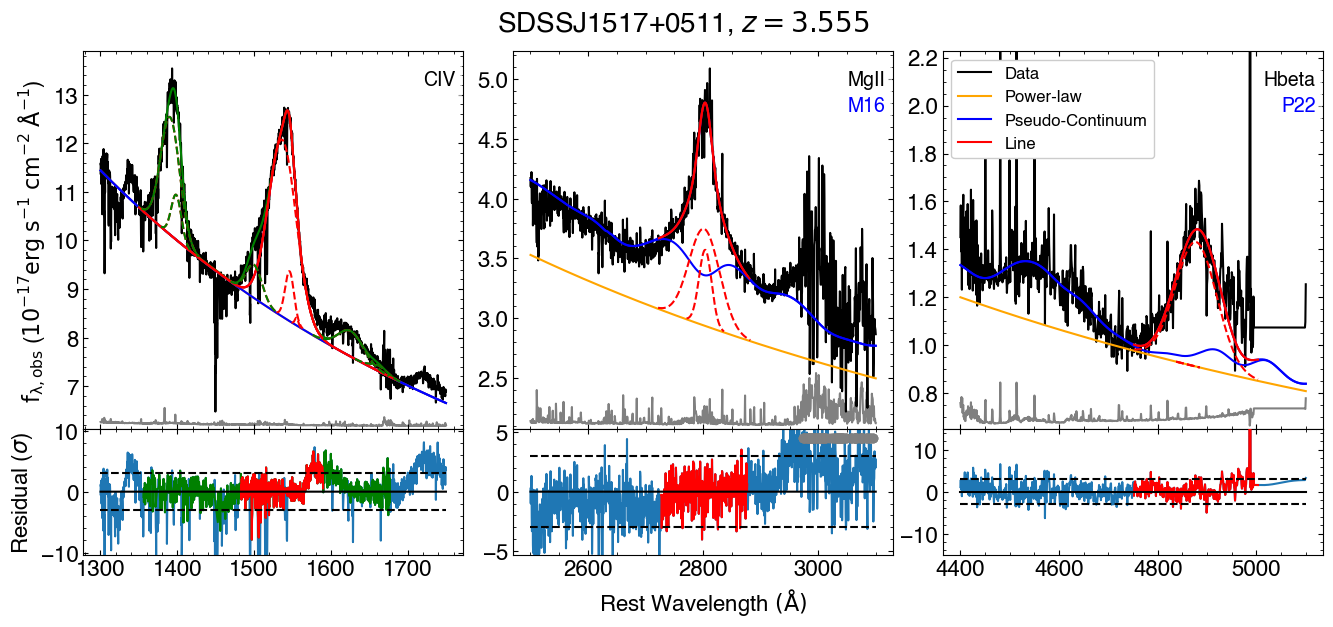 SDSSJ1517+0511, z = 3.555
f_λ,obs (10⁻¹⁷erg s⁻¹ cm⁻² Å⁻¹)
13
12
11
10
9
8
7
CIV
5.0
4.5
4.0
3.5
3.0
2.5
MgII
M16
2.2
2.0
1.8
1.6
1.4
1.2
1.0
0.8
Data
Power-law
Pseudo-Continuum
Line
Hbeta
P22
Residual (σ)
10
0
−10
5
0
−5
10
0
−10
1300 1400 1500 1600 1700
2600 2800 3000
4400 4600 4800 5000
Rest Wavelength (Å)